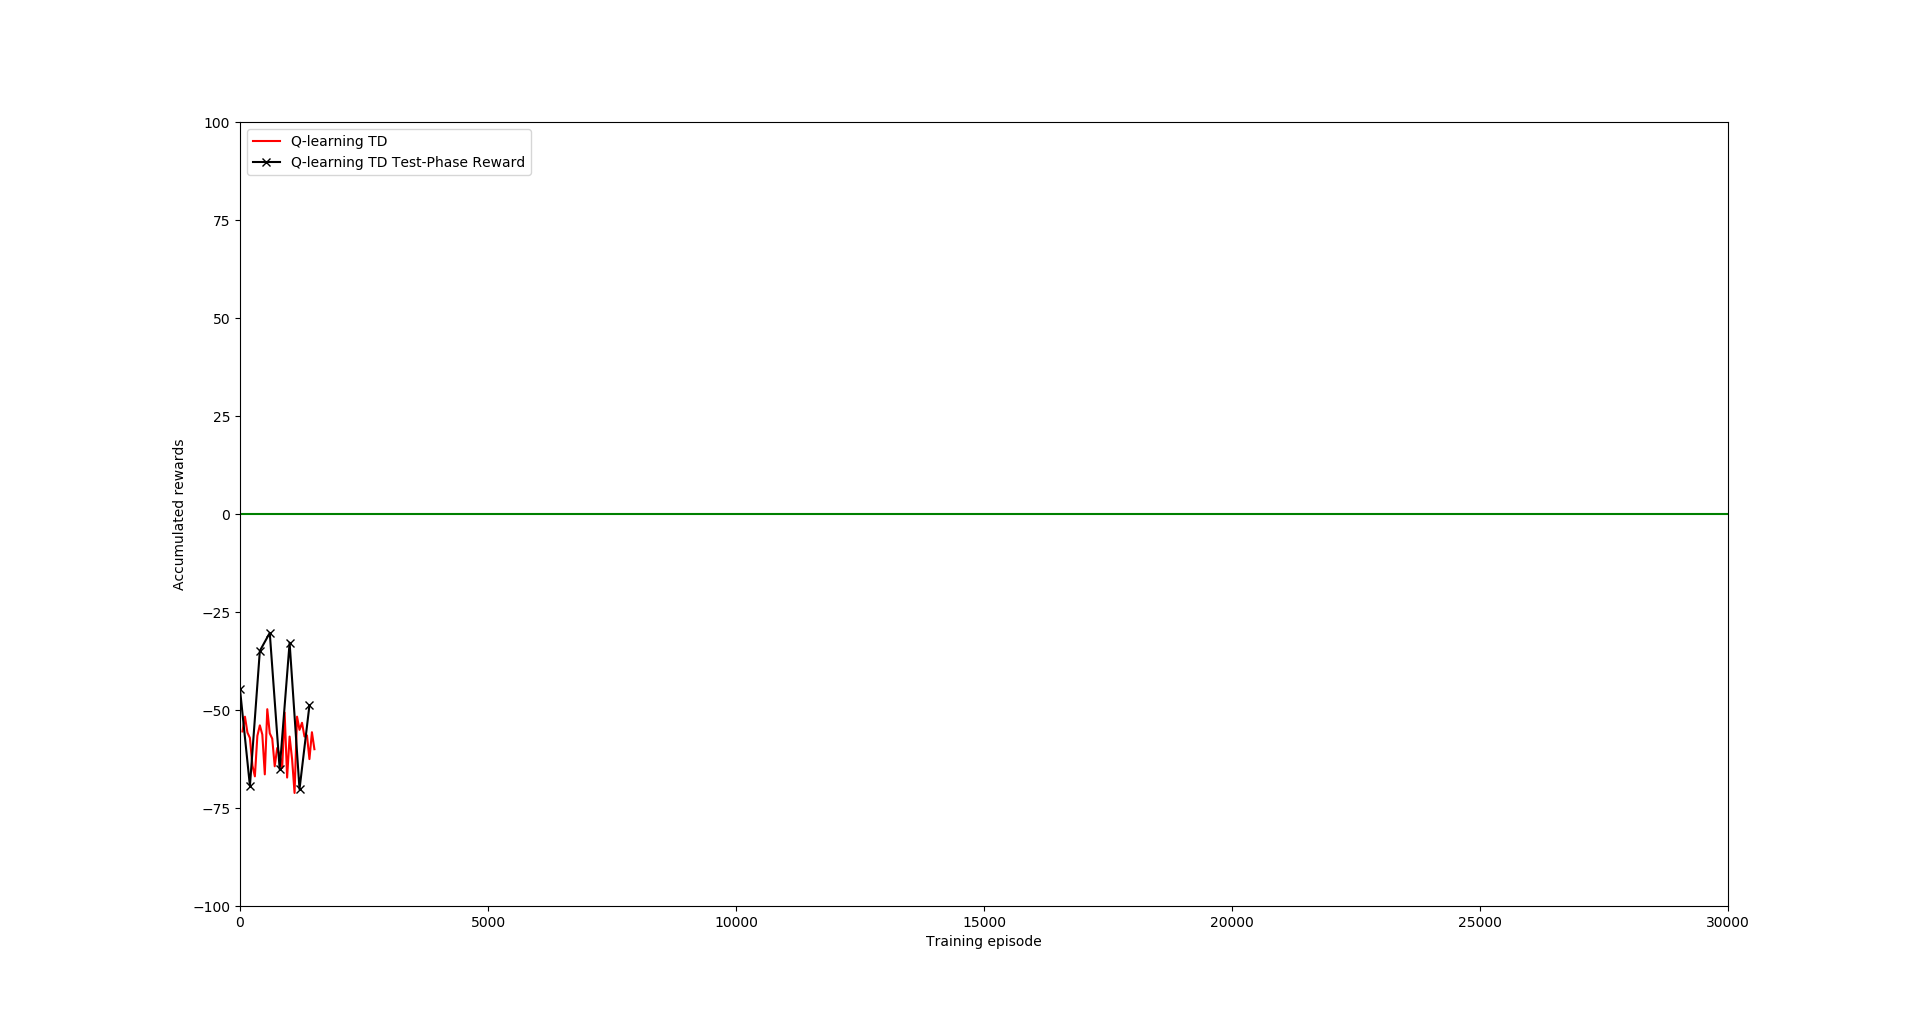 100
Q-learning TD
Q-learning TD Test-Phase Reward
75
50
25
Accumulated rewards
0
−25
−50
−75
−100
0 5000 10000 15000 20000 25000 30000
Training episode